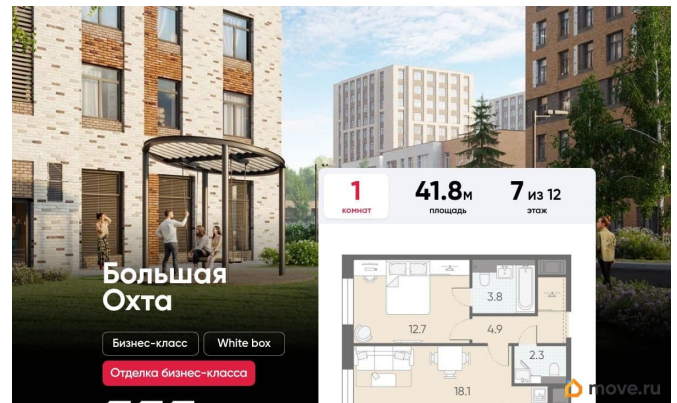 1
комнат
41.8м
площадь
7 из 12
этаж
Большая
Охта
Бизнес-класс
White box
Отделка бизнес-класса
3.8
12.7
4.9
2.3
18.1
move.ru